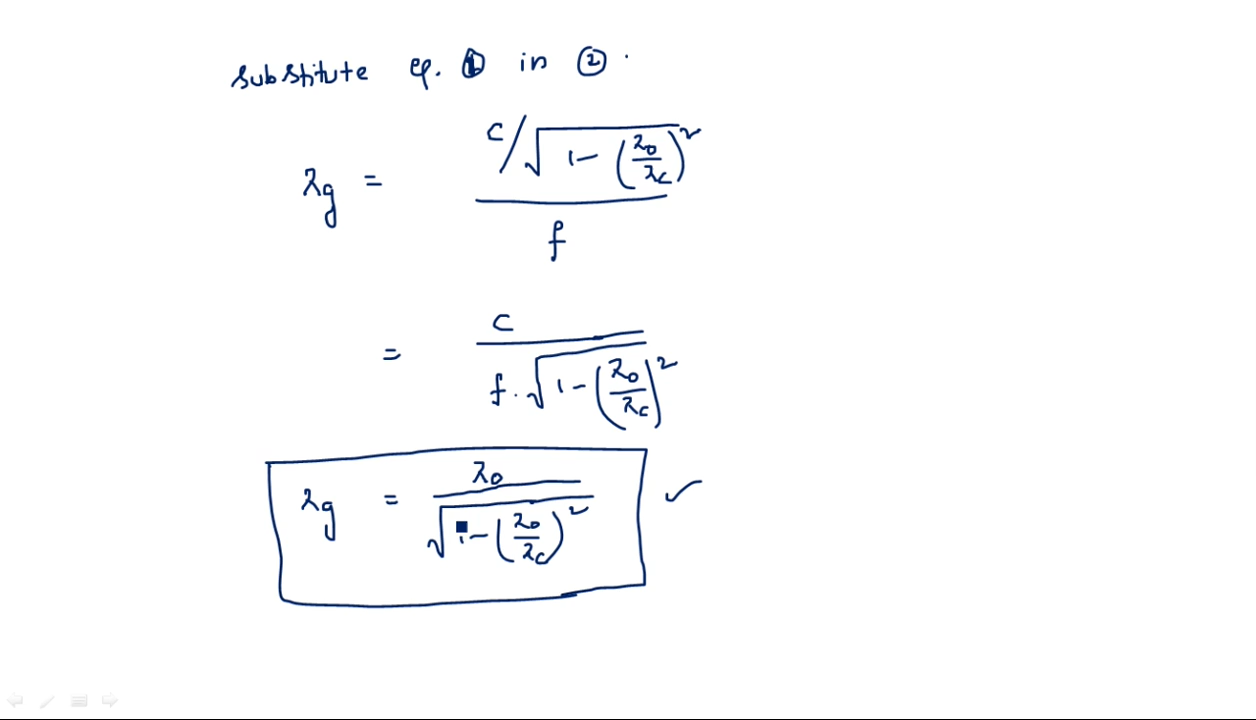 substitute eq. ① in ② .
λg = c/√(1 - (λ0/λc)²) / f
= c / f . √(1 - (λ0/λc)²)
λg = λ0 / √(1 - (λ0/λc)²) ✓